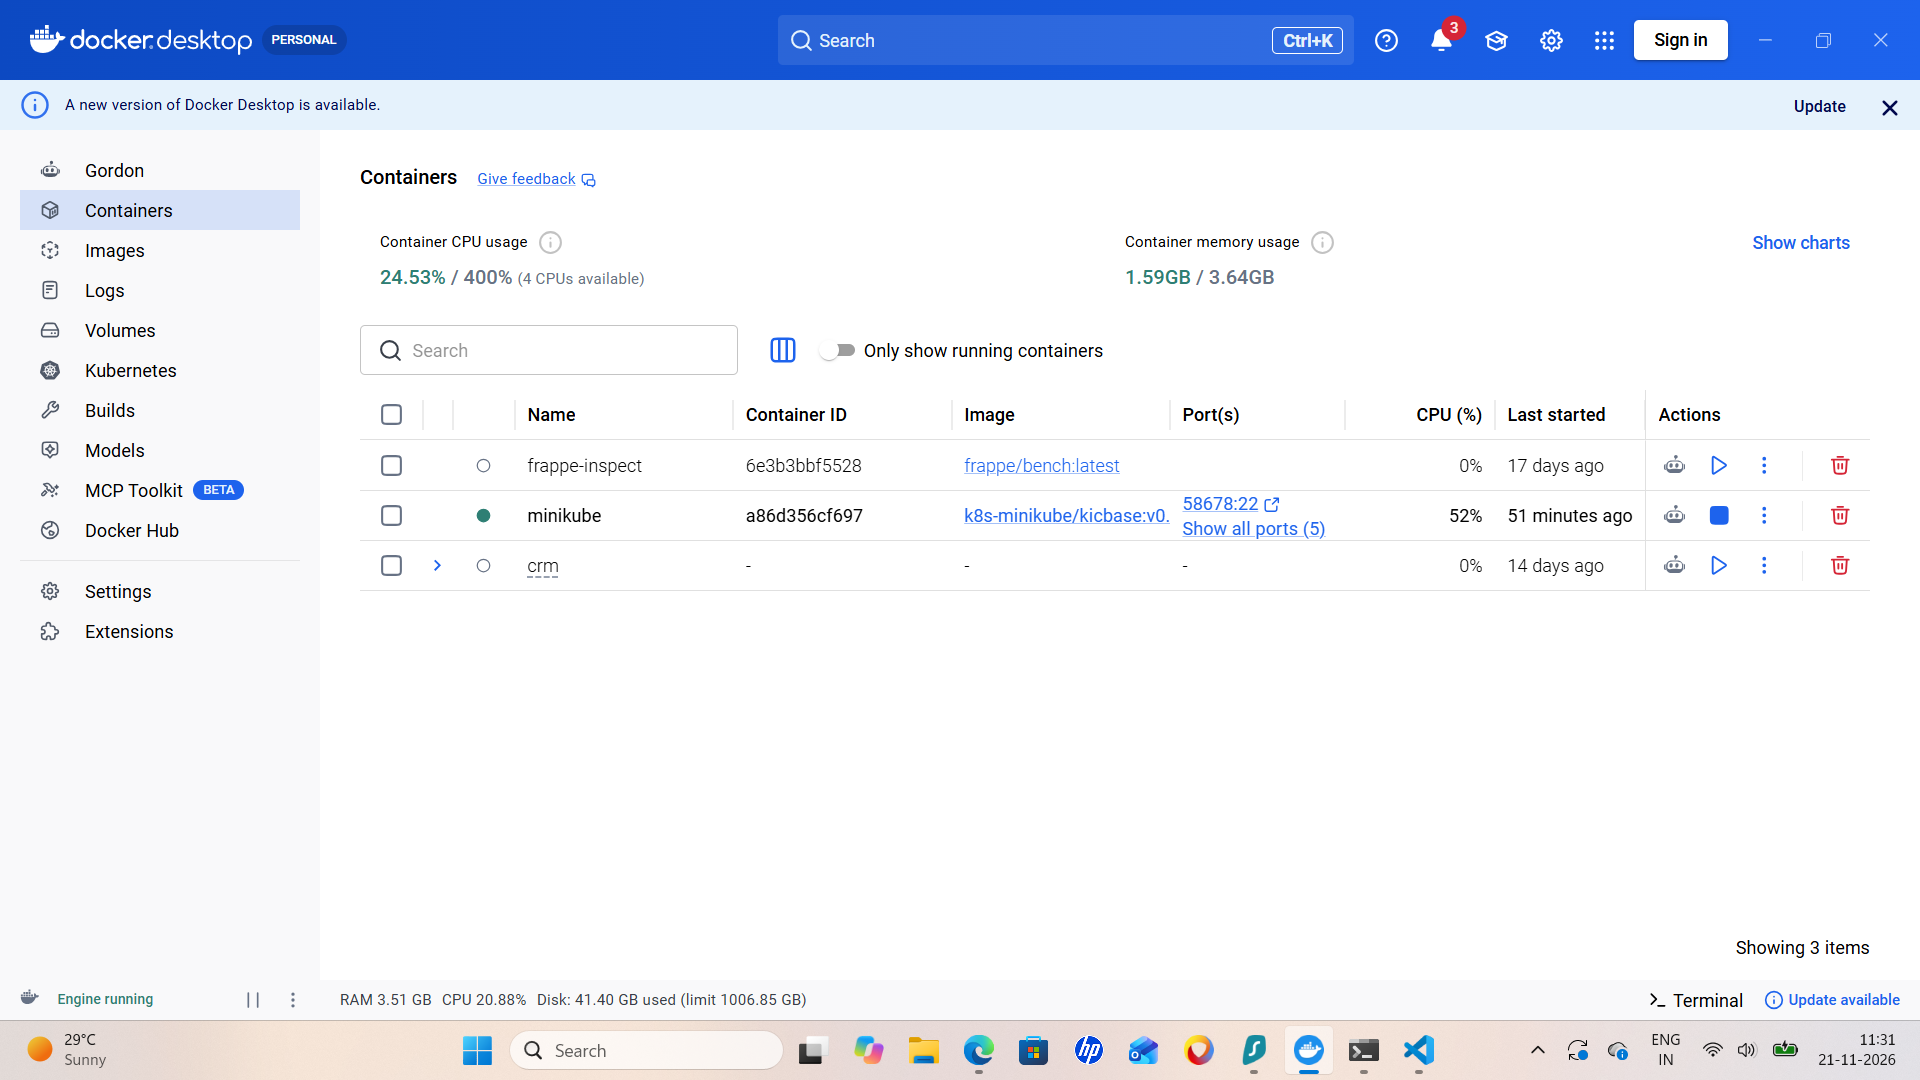 docker.desktop PERSONAL
Search Ctrl+K
3
Sign in
A new version of Docker Desktop is available.
Update
Gordon
Containers
Images
Logs
Volumes
Kubernetes
Builds
Models
MCP Toolkit BETA
Docker Hub
Settings
Extensions
Containers Give feedback
Container CPU usage
24.53% / 400% (4 CPUs available)
Container memory usage
1.59GB / 3.64GB
Show charts
Search
Only show running containers
Name Container ID Image Port(s) CPU (%) Last started Actions
frappe-inspect 6e3b3bbf5528 frappe/bench:latest 0% 17 days ago
minikube a86d356cf697 k8s-minikube/kicbase:v0. 58678:22 52% 51 minutes ago
Show all ports (5)
crm - - - 0% 14 days ago
Showing 3 items
Engine running
RAM 3.51 GB CPU 20.88% Disk: 41.40 GB used (limit 1006.85 GB)
Terminal
Update available
29°C
Sunny
Search
hp
ENG
IN
11:31
21-11-2026